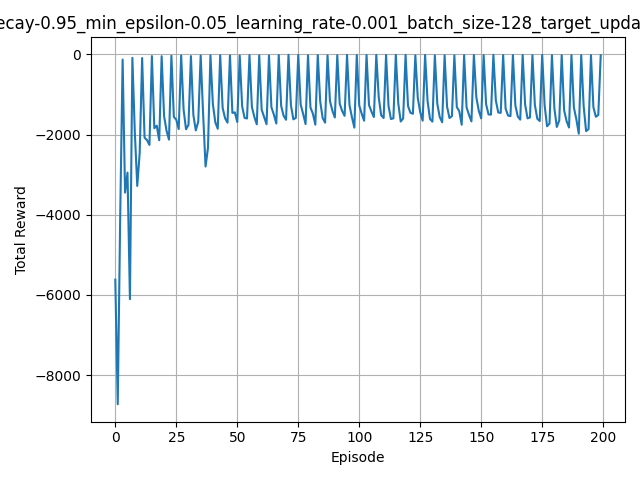 ecay-0.95_min_epsilon-0.05_learning_rate-0.001_batch_size-128_target_upda
Total Reward
0
−2000
−4000
−6000
−8000
0 25 50 75 100 125 150 175 200
Episode